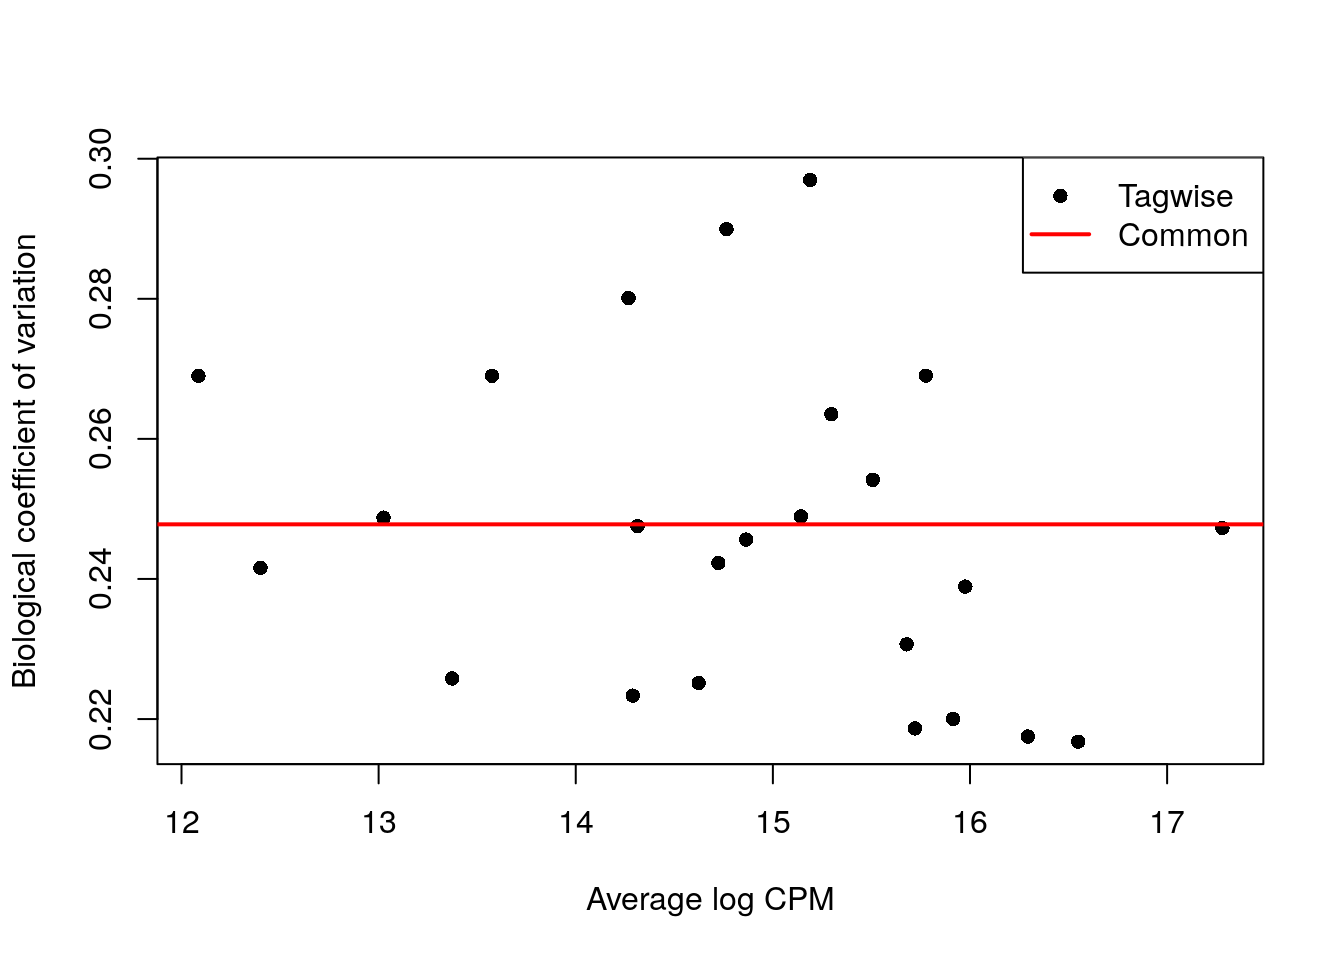 Biological coefficient of variation
0.30
0.28
0.26
0.24
0.22
Tagwise
Common
12 13 14 15 16 17
Average log CPM